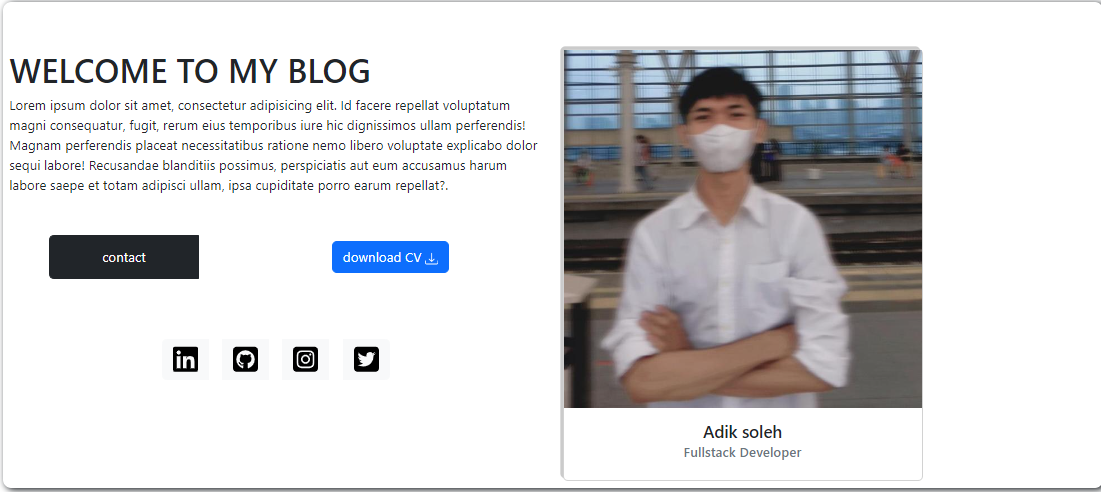 WELCOME TO MY BLOG
Lorem ipsum dolor sit amet, consectetur adipisicing elit. Id facere repellat voluptatum
magni consequatur, fugit, rerum eius temporibus iure hic dignissimos ullam perferendis!
Magnam perferendis placeat necessitatibus ratione nemo libero voluptate explicabo dolor
sequi labore! Recusandae blanditiis possimus, perspiciatis aut eum accusamus harum
labore saepe et totam adipisci ullam, ipsa cupiditate porro earum repellat?.
contact
download CV
in
Adik soleh
Fullstack Developer